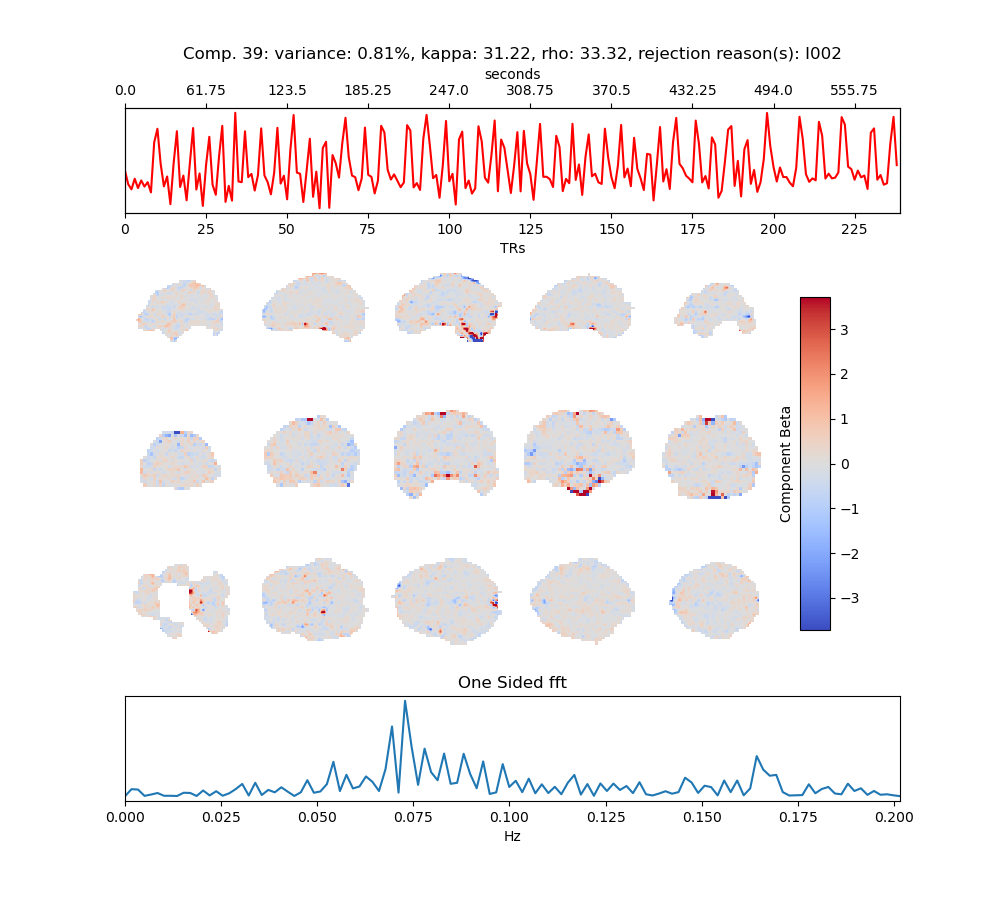 Comp. 39: variance: 0.81%, kappa: 31.22, rho: 33.32, rejection reason(s): I002
seconds
0.0 61.75 123.5 185.25 247.0 308.75 370.5 432.25 494.0 555.75
0 25 50 75 100 125 150 175 200 225
TRs
3
2
1
0
−1
−2
−3
Component Beta
One Sided fft
0.000 0.025 0.050 0.075 0.100 0.125 0.150 0.175 0.200
Hz